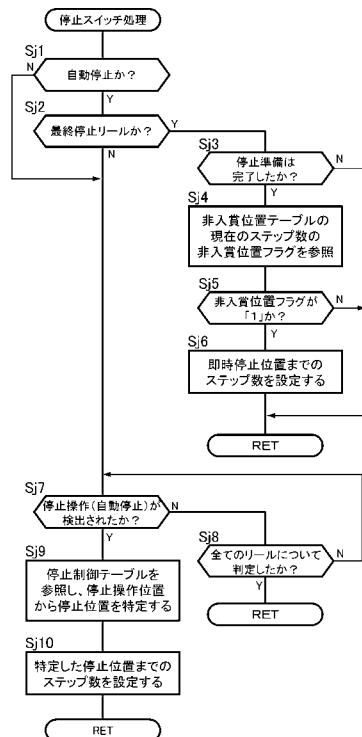 停止スイッチ処理
Sj1
N
自動停止か？
Y
Sj2
最終停止リールか？
Y
N
Sj3
停止準備は
完了したか？
N
Y
Sj4
非入賞位置テーブルの
現在のステップ数の
非入賞位置フラグを参照
Sj5
非入賞位置フラグが
「1」か？
N
Y
Sj6
即時停止位置までの
ステップ数を設定する
RET
Sj7
停止操作(自動停止)が
検出されたか？
N
Y
Sj8
全てのリールについて
判定したか？
N
Y
RET
Sj9
停止制御テーブルを
参照し、停止操作位置
から停止位置を特定する
Sj10
特定した停止位置までの
ステップ数を設定する
RET